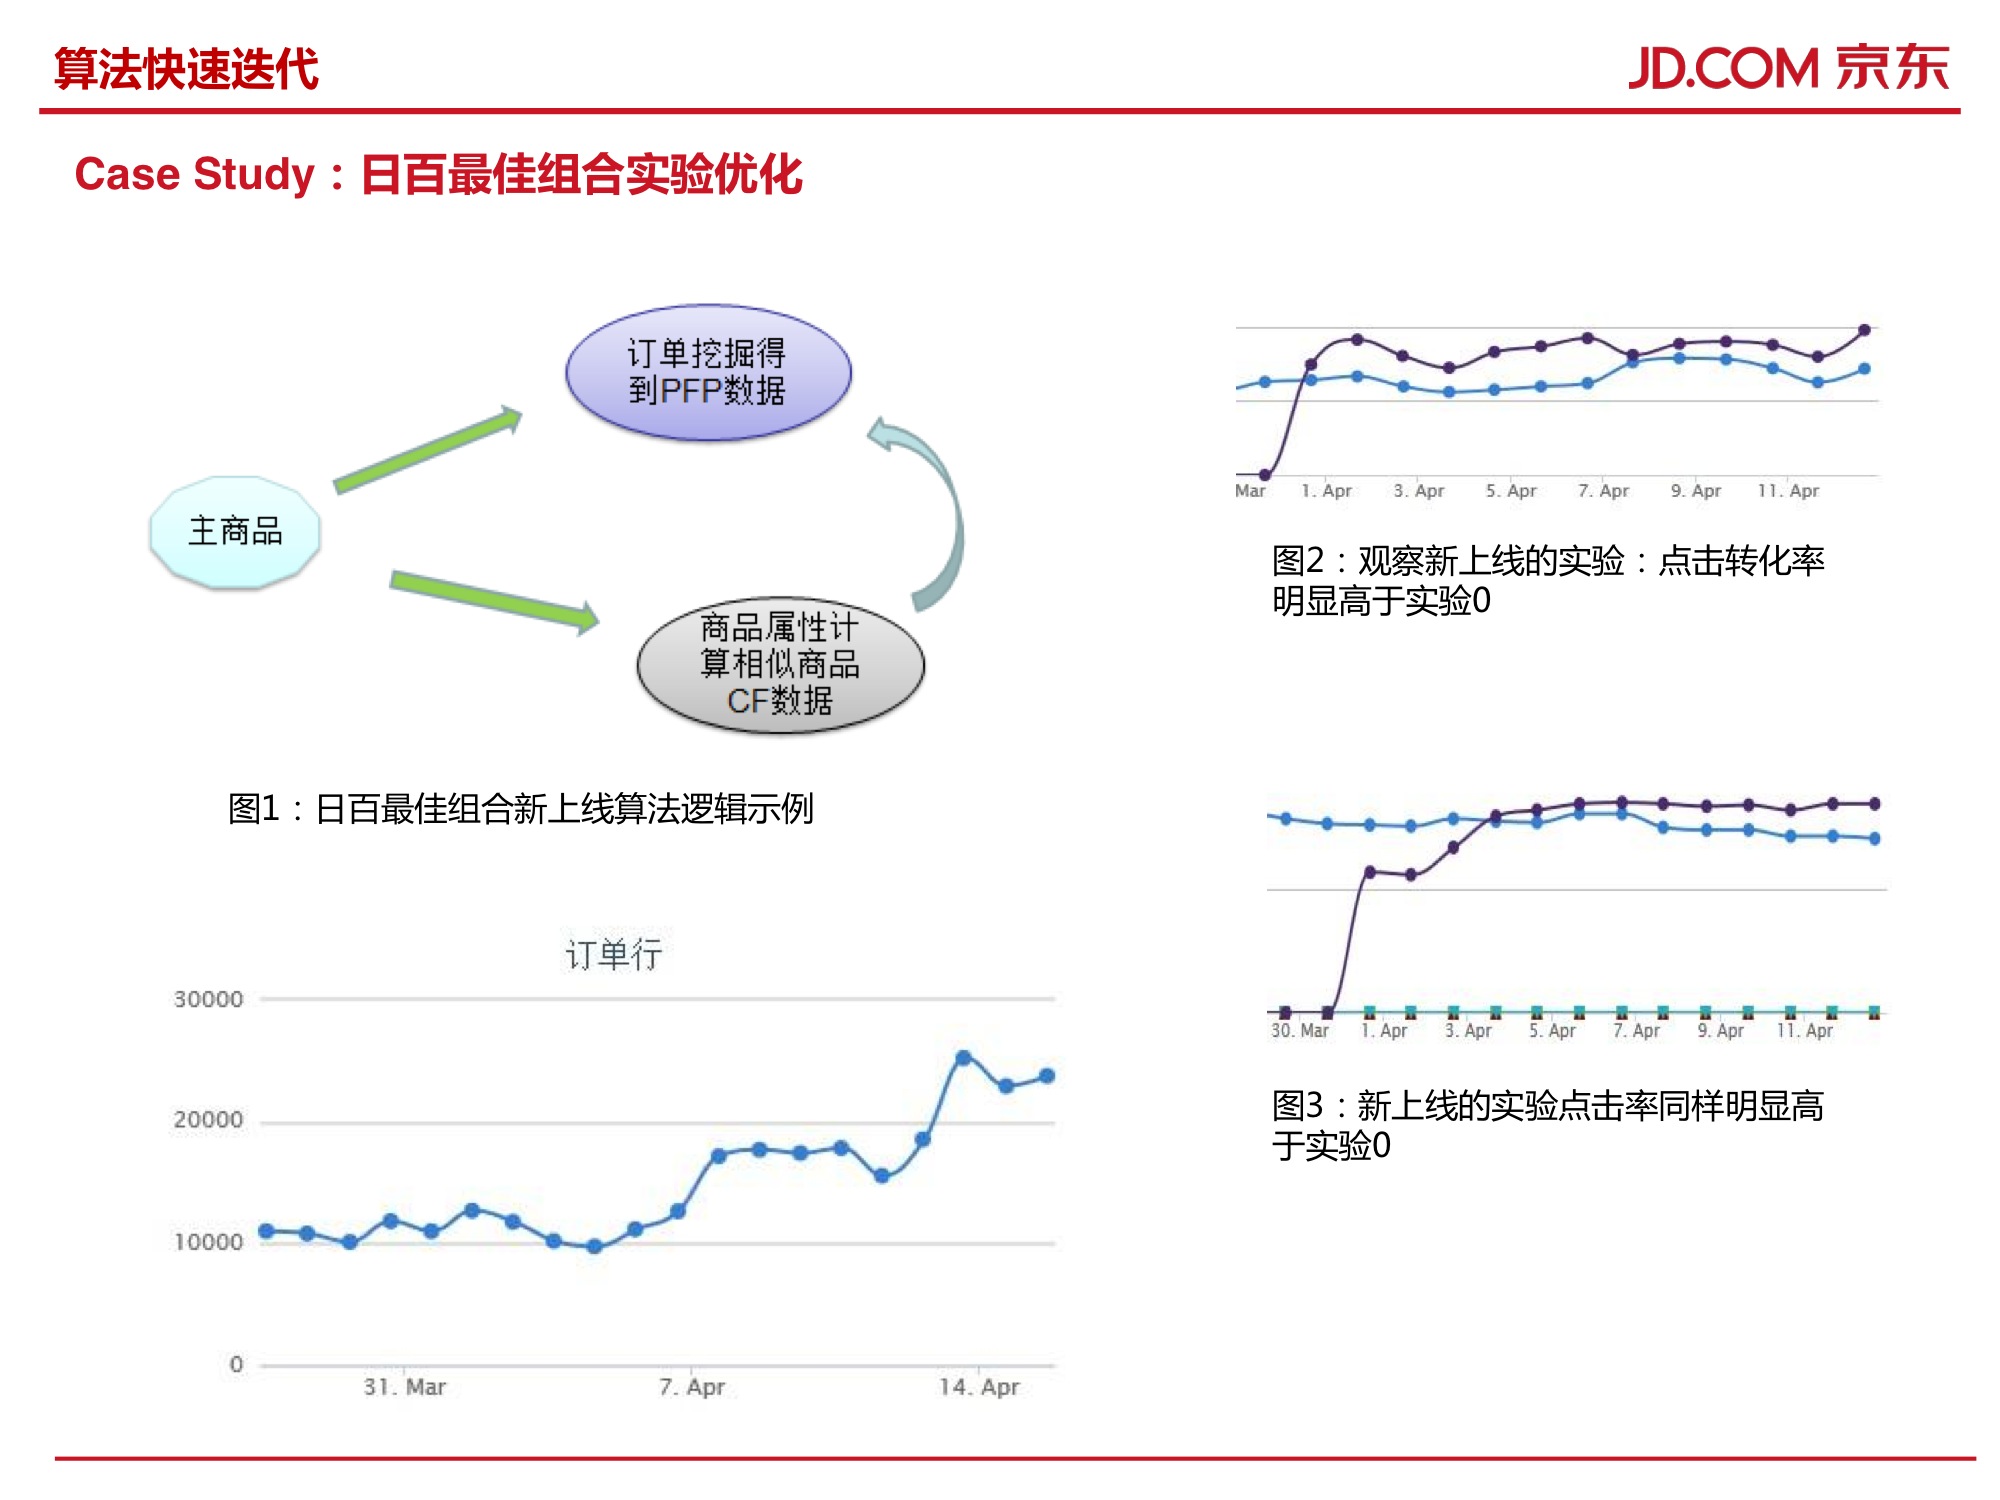 算法快速迭代
JD.COM 京东
Case Study：日百最佳组合实验优化
订单挖掘得
到PFP数据
主商品
商品属性计
算相似商品
CF数据
图1：日百最佳组合新上线算法逻辑示例
Mar 1. Apr 3. Apr 5. Apr 7. Apr 9. Apr 11. Apr
图2：观察新上线的实验：点击转化率
明显高于实验0
订单行
30000
20000
10000
0
31. Mar 7. Apr 14. Apr
30. Mar 1. Apr 3. Apr 5. Apr 7. Apr 9. Apr 11. Apr
图3：新上线的实验点击率同样明显高
于实验0